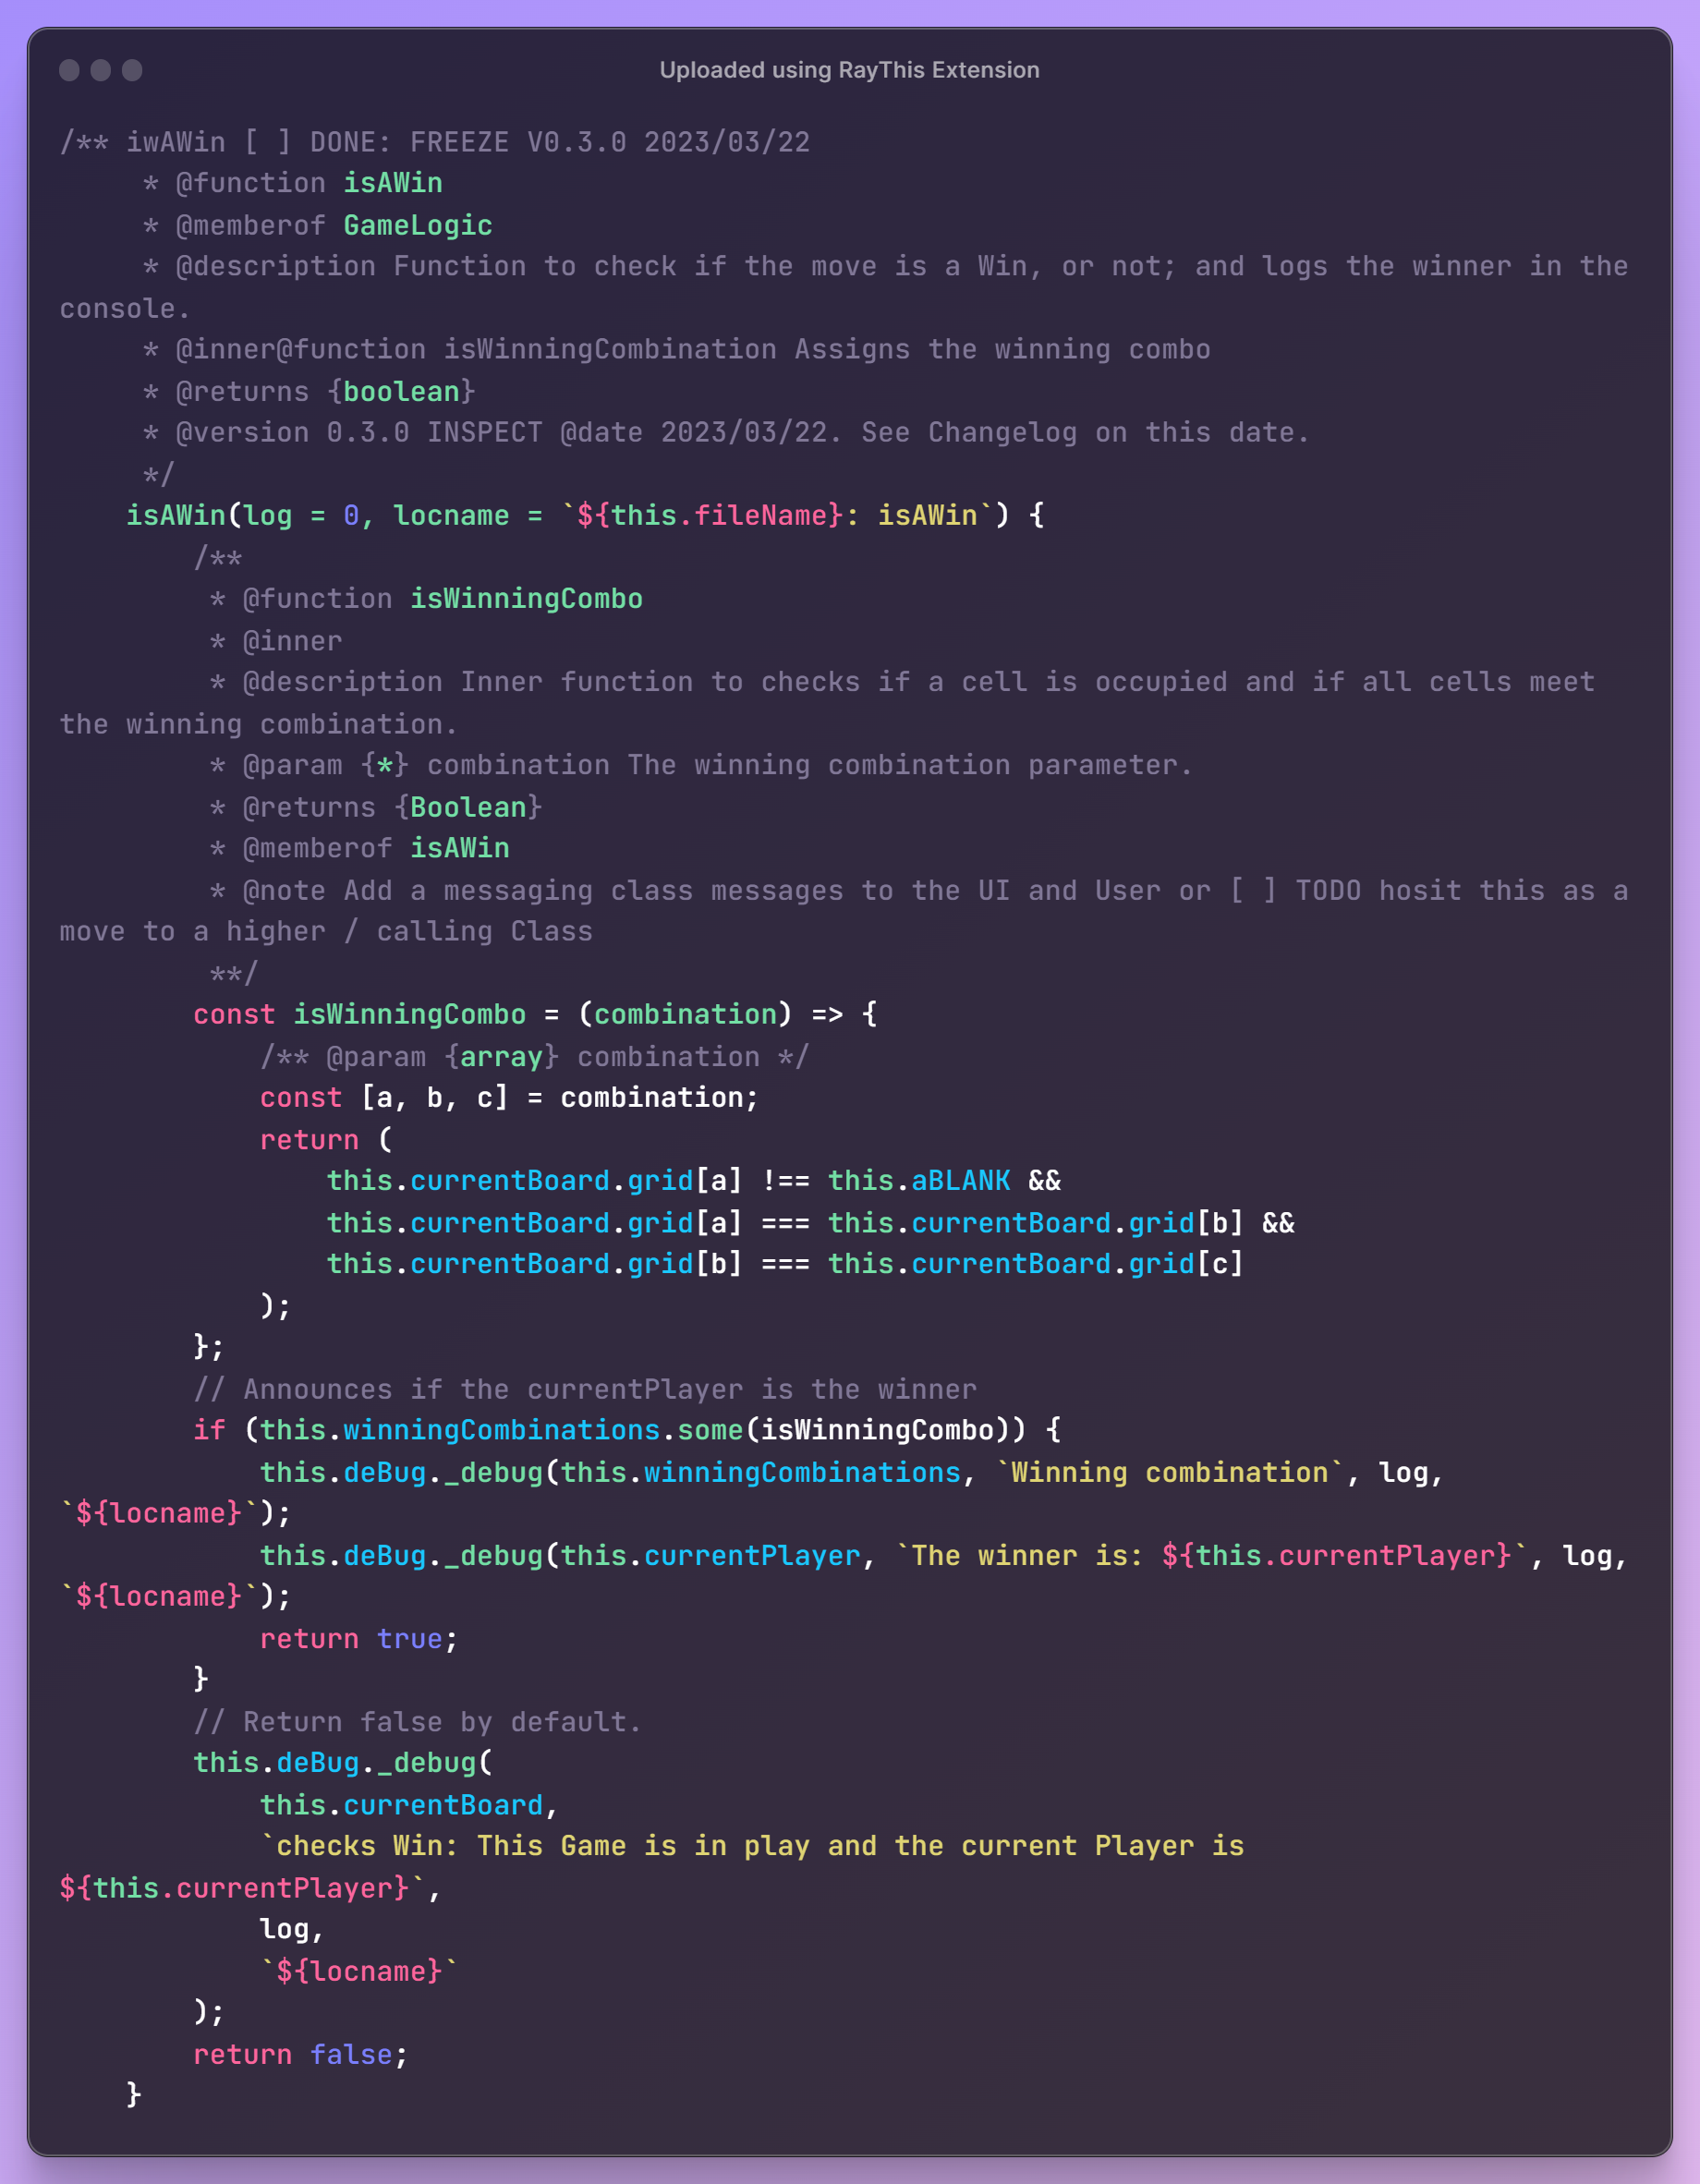 Uploaded using RayThis Extension
/** iwAWin [ ] DONE: FREEZE V0.3.0 2023/03/22
     * @function isAWin
     * @memberof GameLogic
     * @description Function to check if the move is a Win, or not; and logs the winner in the
console.
     * @inner@function isWinningCombination Assigns the winning combo
     * @returns {boolean}
     * @version 0.3.0 INSPECT @date 2023/03/22. See Changelog on this date.
     */
    isAWin(log = 0, locname = `${this.fileName}: isAWin`) {
        /**
         * @function isWinningCombo
         * @inner
         * @description Inner function to checks if a cell is occupied and if all cells meet
the winning combination.
         * @param {*} combination The winning combination parameter.
         * @returns {Boolean}
         * @memberof isAWin
         * @note Add a messaging class messages to the UI and User or [ ] TODO hosit this as a
move to a higher / calling Class
         **/
        const isWinningCombo = (combination) => {
            /** @param {array} combination */
            const [a, b, c] = combination;
            return (
                this.currentBoard.grid[a] !== this.aBLANK &&
                this.currentBoard.grid[a] === this.currentBoard.grid[b] &&
                this.currentBoard.grid[b] === this.currentBoard.grid[c]
            );
        };
        // Announces if the currentPlayer is the winner
        if (this.winningCombinations.some(isWinningCombo)) {
            this.deBug._debug(this.winningCombinations, `Winning combination`, log,
`${locname}`);
            this.deBug._debug(this.currentPlayer, `The winner is: ${this.currentPlayer}`, log,
`${locname}`);
            return true;
        }
        // Return false by default.
        this.deBug._debug(
            this.currentBoard,
            `checks Win: This Game is in play and the current Player is
${this.currentPlayer}`,
            log,
            `${locname}`
        );
        return false;
    }